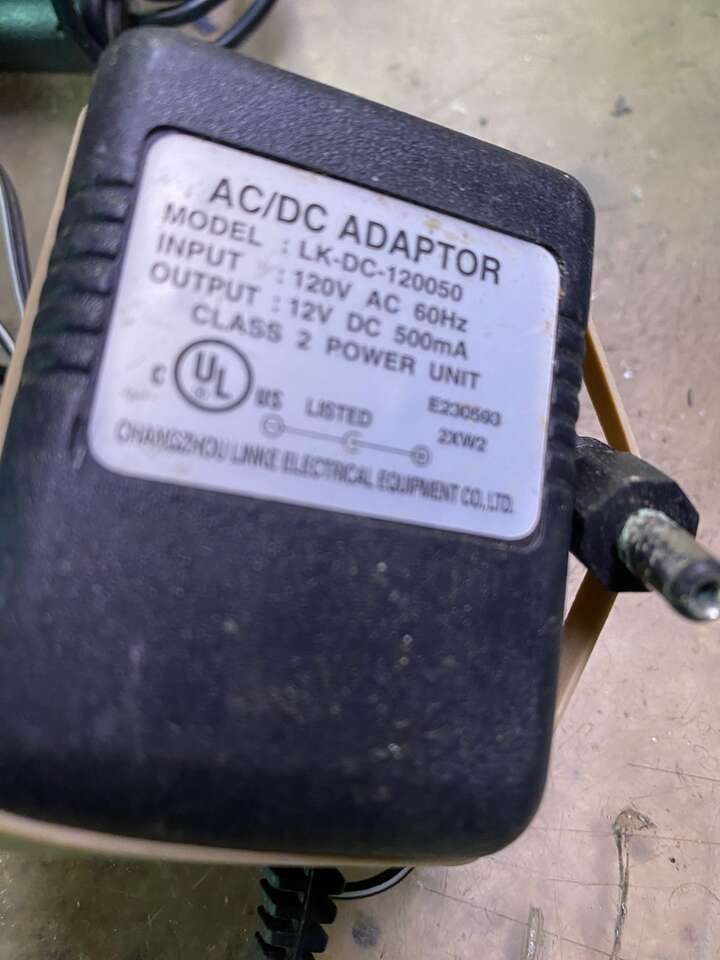 AC/DC ADAPTOR
MODEL : LK-DC-120050
INPUT : 120V AC 60Hz
OUTPUT : 12V DC 500mA
CLASS 2 POWER UNIT
C UL US LISTED E230593
2XW2
CHANGZHOU LINKE ELECTRICAL EQUIPMENT CO.,LTD.